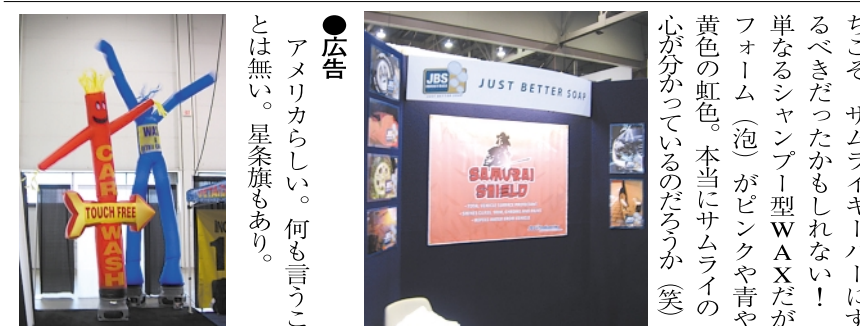 ちこそ、サムライキーパーにす
るべきだったかもしれない！
単なるシャンプー型WAXだが
フォーム（泡）がピンクや青や
黄色の虹色。本当にサムライの
心が分かっているのだろうか（笑）
JBS
INDUSTRIES
JUST BETTER SOAP
SAMURAI
SHIELD
●広告
アメリカらしい。何も言うこ
とは無い。星条旗もあり。
CAR WASH
TOUCH FREE